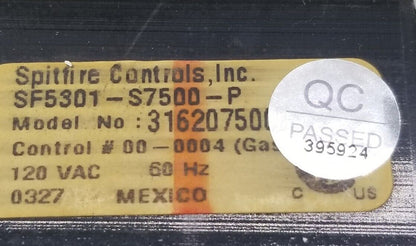 Spitfire Controls, Inc.
SF5301-S7500-P
Model No: 316207500
Control # 00-0004 (Gas
120 VAC 60 Hz
0327 MEXICO
C US
QC
PASSED
395924